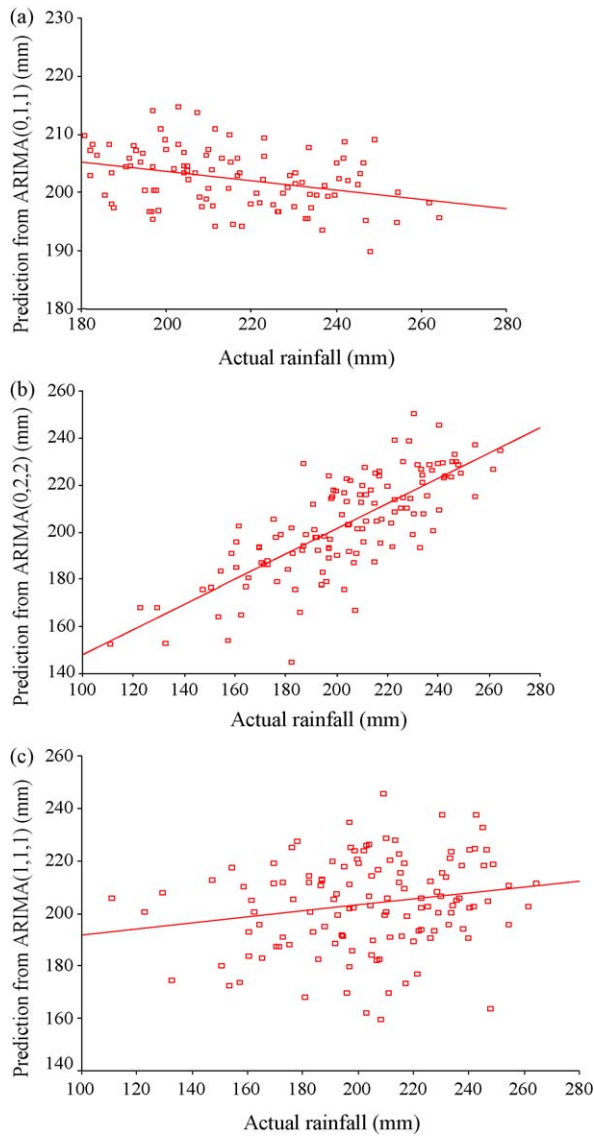 (a)
230
220
210
200
190
180
180 200 220 240 260 280
Prediction from ARIMA(0,1,1) (mm)
Actual rainfall (mm)
(b)
260
240
220
200
180
160
140
100 120 140 160 180 200 220 240 260 280
Prediction from ARIMA(0,2,2) (mm)
Actual rainfall (mm)
(c)
260
240
220
200
180
160
140
100 120 140 160 180 200 220 240 260 280
Prediction from ARIMA(1,1,1) (mm)
Actual rainfall (mm)